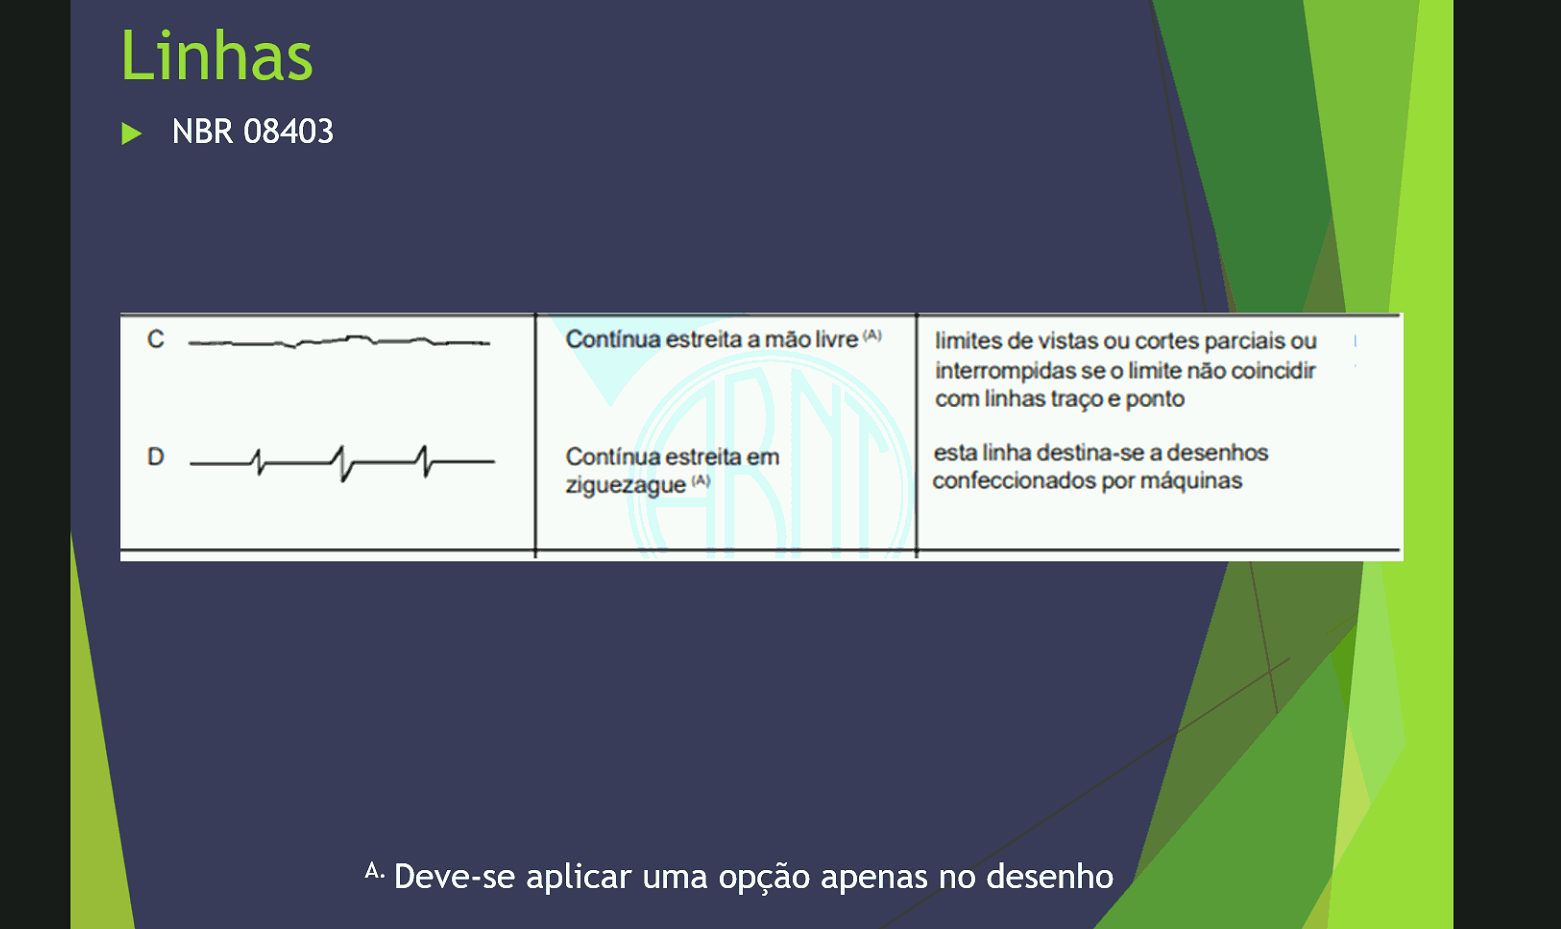 Linhas
NBR 08403
C
Contínua estreita a mão livre (A)
limites de vistas ou cortes parciais ou
interrompidas se o limite não coincidir
com linhas traço e ponto
D
Contínua estreita em
ziguezague (A)
esta linha destina-se a desenhos
confeccionados por máquinas
ABNT
A. Deve-se aplicar uma opção apenas no desenho